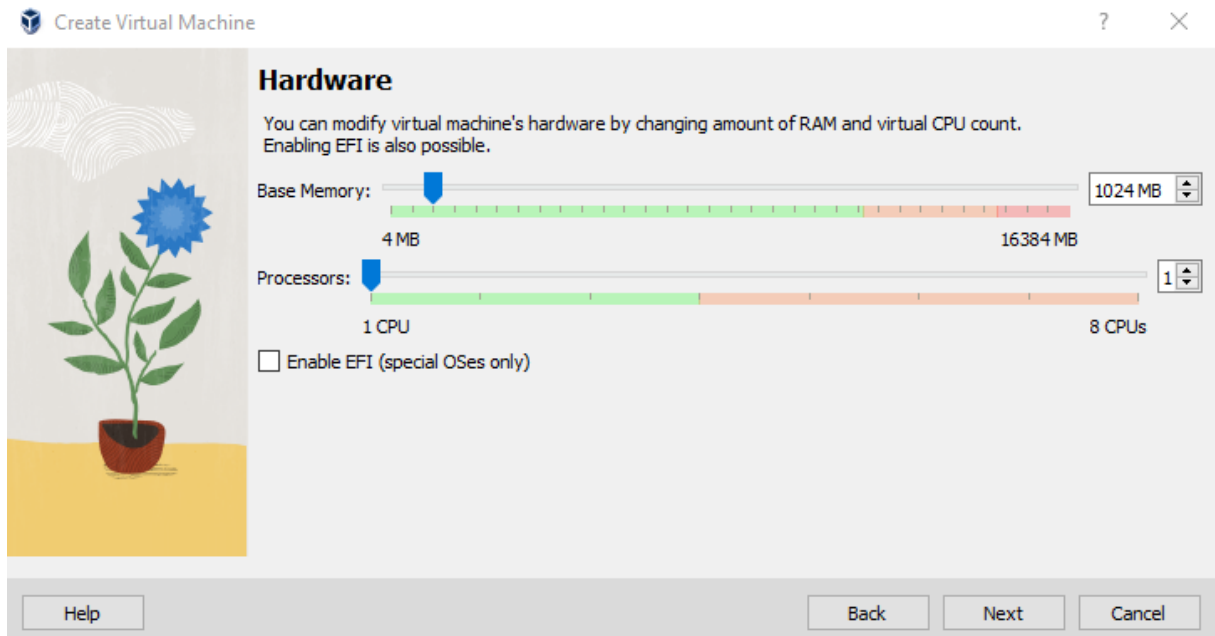 Create Virtual Machine
?
Hardware
You can modify virtual machine's hardware by changing amount of RAM and virtual CPU count.
Enabling EFI is also possible.
Base Memory: 1024 MB
4 MB 16384 MB
Processors: 1
1 CPU 8 CPUs
Enable EFI (special OSes only)
Help Back Next Cancel